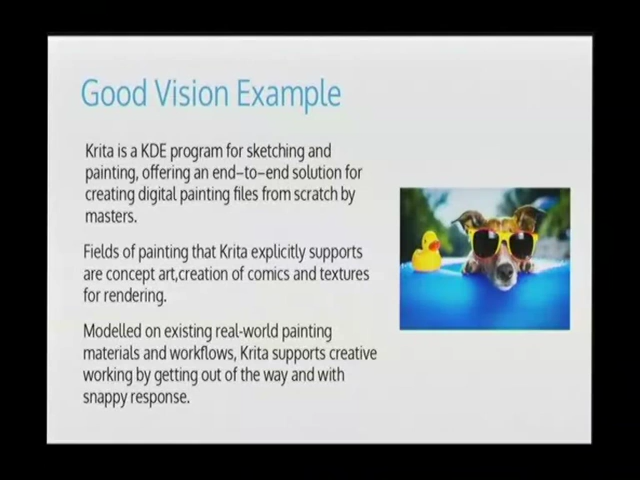 Good Vision Example
Krita is a KDE program for sketching and
painting, offering an end–to–end solution for
creating digital painting files from scratch by
masters.
Fields of painting that Krita explicitly supports
are concept art,creation of comics and textures
for rendering.
Modelled on existing real-world painting
materials and workflows, Krita supports creative
working by getting out of the way and with
snappy response.